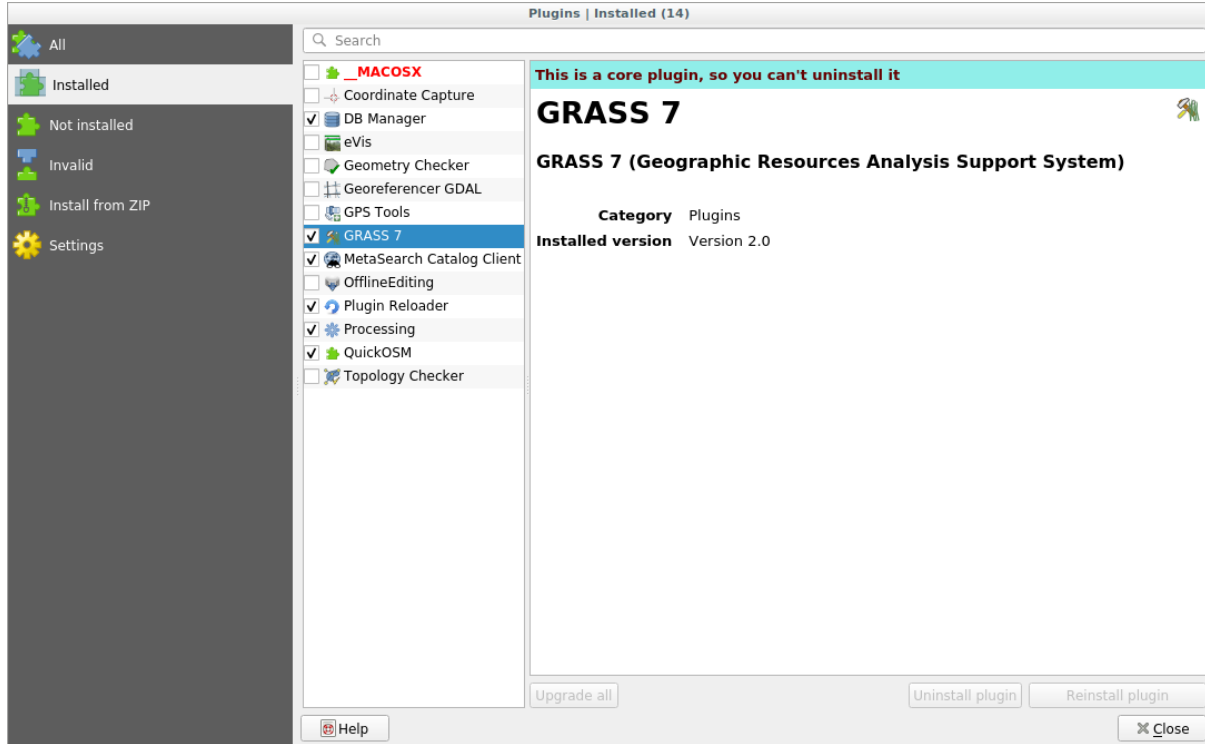 Plugins | Installed (14)
All
Installed
Not installed
Invalid
Install from ZIP
Settings
Search
__MACOSX
Coordinate Capture
DB Manager
eVis
Geometry Checker
Georeferencer GDAL
GPS Tools
GRASS 7
MetaSearch Catalog Client
OfflineEditing
Plugin Reloader
Processing
QuickOSM
Topology Checker
This is a core plugin, so you can't uninstall it
GRASS 7
GRASS 7 (Geographic Resources Analysis Support System)
Category Plugins
Installed version Version 2.0
Upgrade all
Uninstall plugin
Reinstall plugin
Help
Close